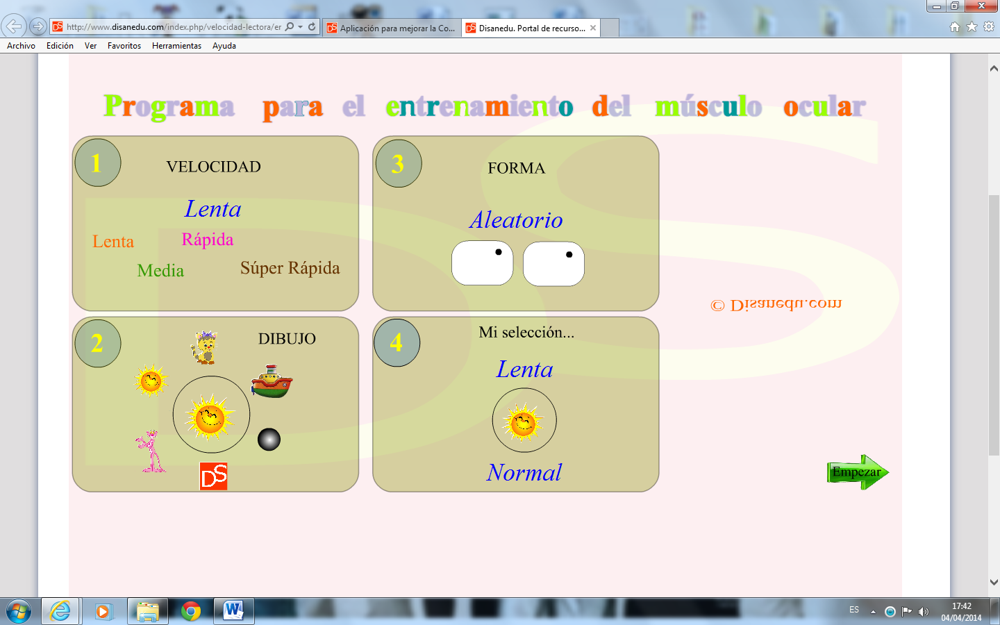 http://www.disanedu.com/index.php/velocidad-lectora/er
DS Aplicación para mejorar la Co...
DS Disanedu. Portal de recurso...
Archivo Edición Ver Favoritos Herramientas Ayuda
Programa para el entrenamiento del músculo ocular
1
VELOCIDAD
Lenta
Lenta
Rápida
Media
Súper Rápida
3
FORMA
Aleatorio
© Disanedu.com
2
DIBUJO
DS
4
Mi selección...
Lenta
Normal
Empezar
ES
17:42
04/04/2014